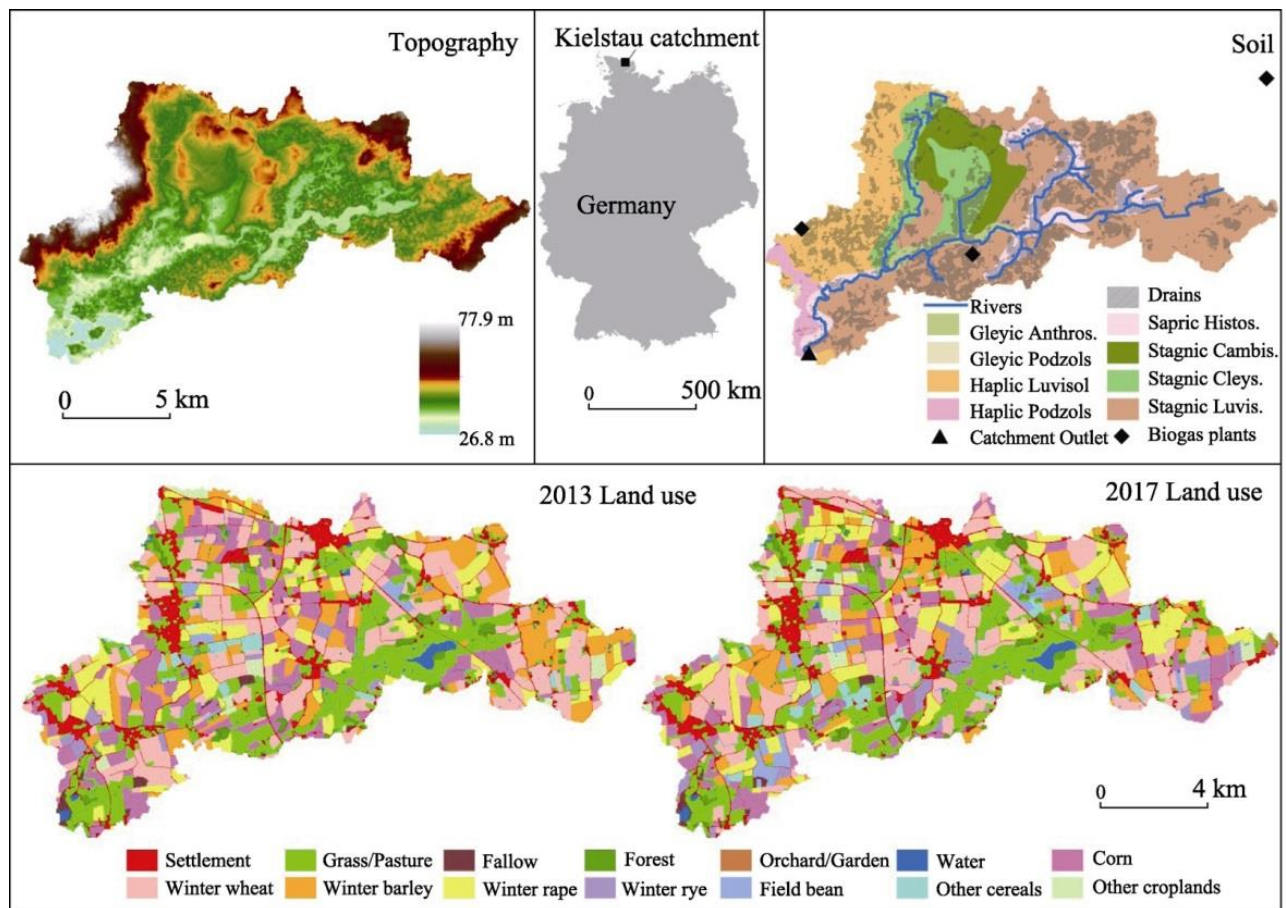 Topography
77.9 m
26.8 m
0 5 km
Kielstau catchment
Germany
0 500 km
Soil
Rivers
Gleyic Anthros.
Gleyic Podzols
Haplic Luvisol
Haplic Podzols
Catchment Outlet
Drains
Sapric Histos.
Stagnic Cambis.
Stagnic Cleys.
Stagnic Luvis.
Biogas plants
2013 Land use
2017 Land use
0 4 km
Settlement Grass/Pasture Fallow Forest Orchard/Garden Water Corn
Winter wheat Winter barley Winter rape Winter rye Field bean Other cereals Other croplands